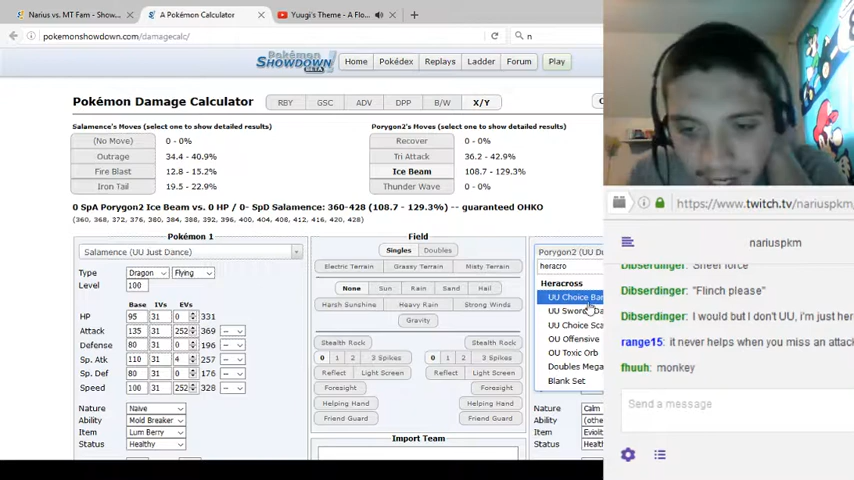 Narius vs. MT Fam - Show...
A Pokémon Calculator
Yuugi's Theme - A Flo...
pokemonshowdown.com/damagecalc/
n
Pokémon
Showdown
BETA
Home
Pokédex
Replays
Ladder
Forum
Play
Pokémon Damage Calculator
RBY
GSC
ADV
DPP
B/W
X/Y
Salamence's Moves (select one to show detailed results)
(No Move) 0 - 0%
Outrage 34.4 - 40.9%
Fire Blast 12.8 - 15.2%
Iron Tail 19.5 - 22.9%
Porygon2's Moves (select one to show detailed results)
Recover 0 - 0%
Tri Attack 36.2 - 42.9%
Ice Beam 108.7 - 129.3%
Thunder Wave 0 - 0%
0 SpA Porygon2 Ice Beam vs. 0 HP / 0- SpD Salamence: 360-428 (108.7 - 129.3%) -- guaranteed OHKO
(360, 368, 372, 376, 380, 384, 388, 392, 396, 400, 404, 408, 412, 416, 420, 428)
Pokémon 1
Salamence (UU Just Dance)
Type Dragon Flying
Level 100
Base IVs EVs
HP 95 31 0 331
Attack 135 31 252 369 --
Defense 80 31 0 196 --
Sp. Atk 110 31 4 257 --
Sp. Def 80 31 0 176 --
Speed 100 31 252 328 --
Nature Naive
Ability Mold Breaker
Item Lum Berry
Status Healthy
Field
Singles Doubles
Electric Terrain Grassy Terrain Misty Terrain
None Sun Rain Sand Hail
Harsh Sunshine Heavy Rain Strong Winds
Gravity
Stealth Rock Stealth Rock
0 1 2 3 Spikes 0 1 2 3 Spikes
Reflect Light Screen Reflect Light Screen
Foresight Foresight
Helping Hand Helping Hand
Friend Guard Friend Guard
Import Team
Porygon2 (UU D
heracro
Heracross
UU Choice Ban
UU Sword
UU Choice Sca
UU Offensive
UU Toxic Orb
Doubles Mega
Blank Set
Nature Calm
Ability (othe
Item Eviolit
Status Healt
https://www.twitch.tv/nariuspkm/
nariuspkm
Dibserdinger: Sheer force
Dibserdinger: "Flinch please"
Dibserdinger: I would but I don't UU, i'm just her
range15: it never helps when you miss an attack
fhuuh: monkey
Send a message